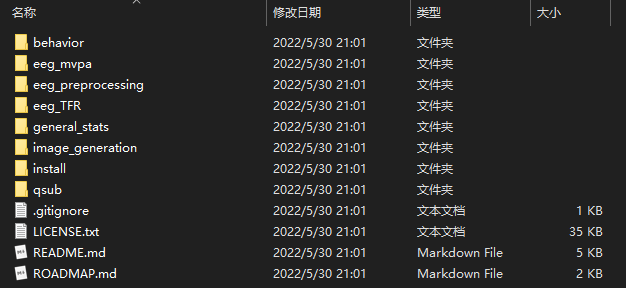 名称 修改日期 类型 大小
behavior 2022/5/30 21:01 文件夹
eeg_mvpa 2022/5/30 21:01 文件夹
eeg_preprocessing 2022/5/30 21:01 文件夹
eeg_TFR 2022/5/30 21:01 文件夹
general_stats 2022/5/30 21:01 文件夹
image_generation 2022/5/30 21:01 文件夹
install 2022/5/30 21:01 文件夹
qsub 2022/5/30 21:01 文件夹
.gitignore 2022/5/30 21:01 文本文档 1 KB
LICENSE.txt 2022/5/30 21:01 文本文档 35 KB
README.md 2022/5/30 21:01 Markdown File 5 KB
ROADMAP.md 2022/5/30 21:01 Markdown File 2 KB